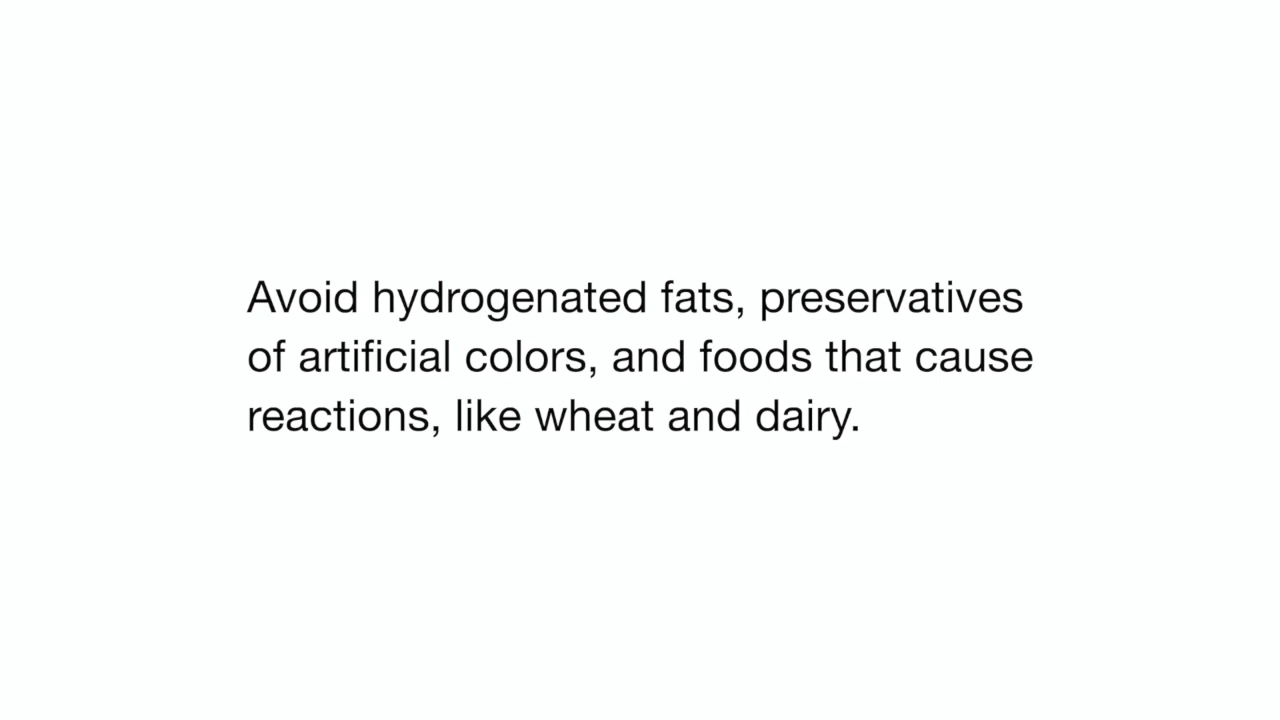 Avoid hydrogenated fats, preservatives
of artificial colors, and foods that cause
reactions, like wheat and dairy.